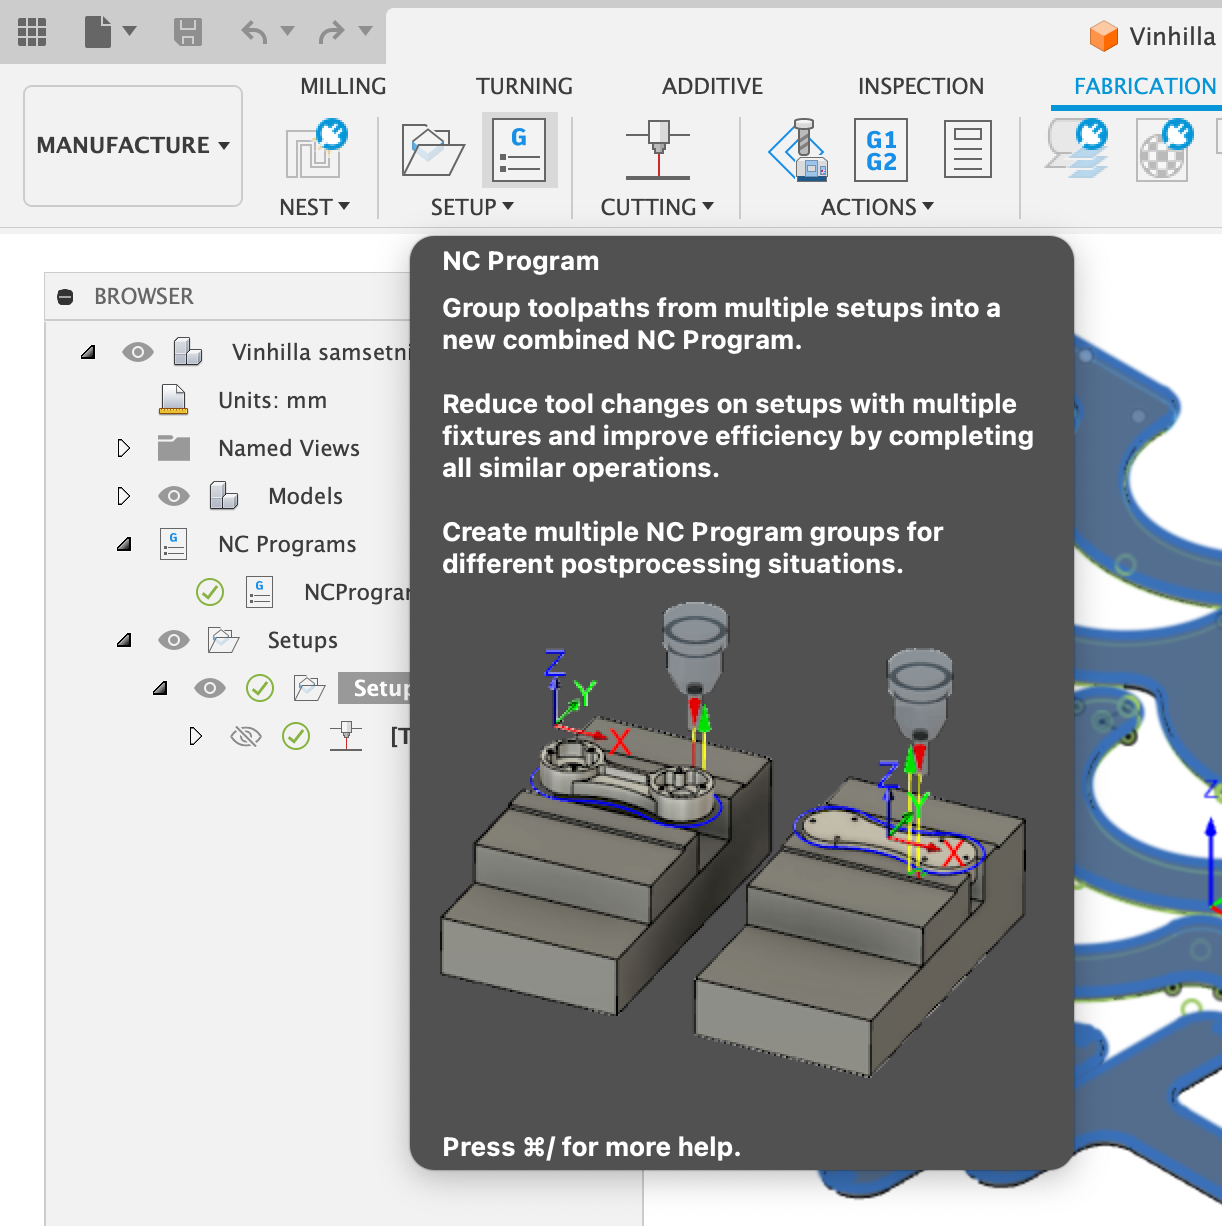 Vinhilla
MILLING
TURNING
ADDITIVE
INSPECTION
FABRICATION
MANUFACTURE
G
G1
G2
NEST
SETUP
CUTTING
ACTIONS
NC Program
Group toolpaths from multiple setups into a
new combined NC Program.
Reduce tool changes on setups with multiple
fixtures and improve efficiency by completing
all similar operations.
Create multiple NC Program groups for
different postprocessing situations.
Z
Y
X
Z
Y
X
Press ⌘/ for more help.
BROWSER
Vinhilla samsetni
Units: mm
Named Views
Models
G
NC Programs
G
NCProgram
Setups
Setup
[T
Z